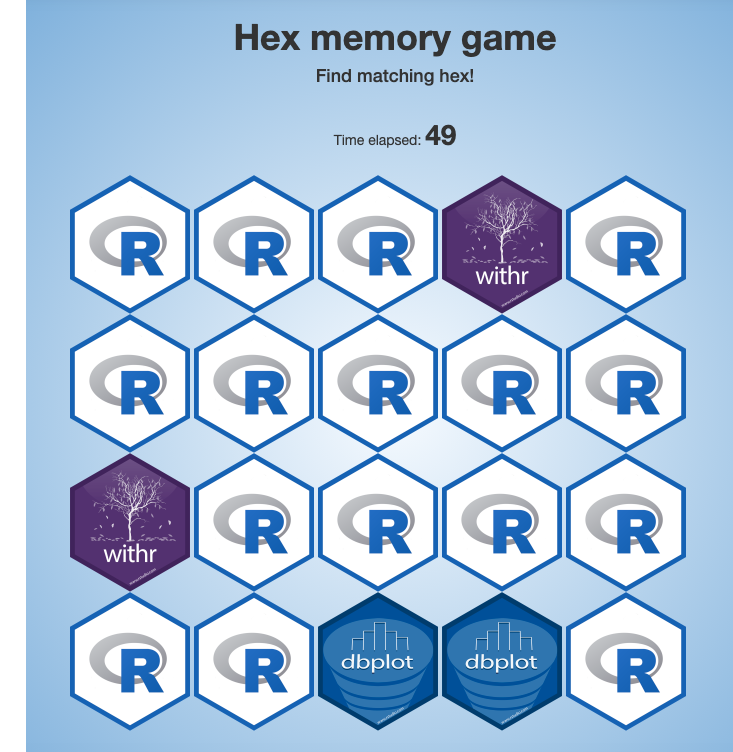 Hex memory game
Find matching hex!
Time elapsed: 49
R R R withr R
R R R R R
withr R R R R
R R dbplot dbplot R